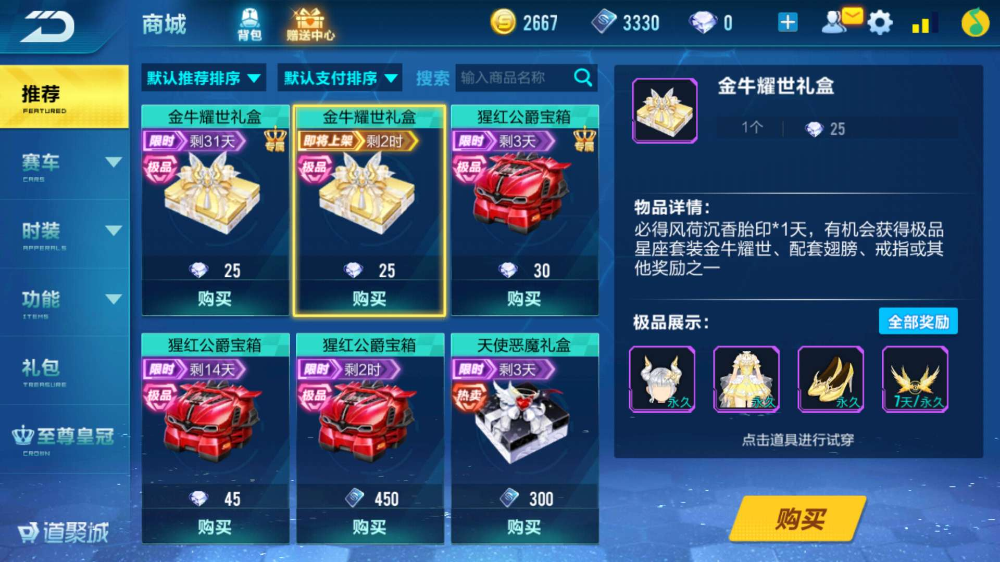 商城
背包
赠送中心
2667
3330
0
推荐
FEATURED
赛车
CARS
时装
APPERALS
功能
ITEMS
礼包
TREASURE
至尊皇冠
CROWN
道聚城
默认推荐排序
默认支付排序
搜索
输入商品名称
金牛耀世礼盒
限时 剩31天
专属
极品
25
购买
金牛耀世礼盒
即将上架 剩2时
极品
25
购买
猩红公爵宝箱
限时 剩3天
专属
极品
30
购买
猩红公爵宝箱
限时 剩14天
极品
45
购买
猩红公爵宝箱
限时 剩2时
极品
450
购买
天使恶魔礼盒
限时 剩3天
热卖
300
购买
金牛耀世礼盒
1个 25
物品详情：
必得风荷沉香胎印*1天，有机会获得极品
星座套装金牛耀世、配套翅膀、戒指或其
他奖励之一
极品展示：
全部奖励
永久
永久
永久
7天/永久
点击道具进行试穿
购买